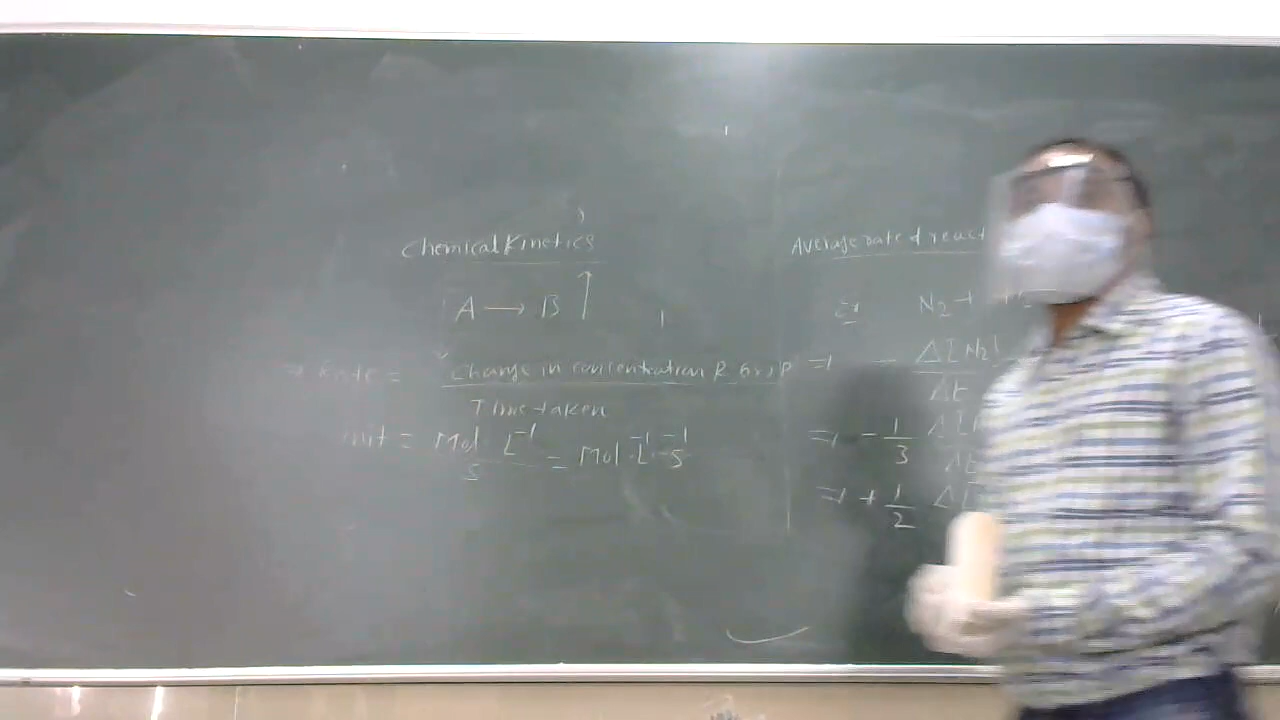 Chemical Kinetics
A → B ↑
→ Rate = Change in concentration R or P
Time taken
unit = Mol L⁻¹
s
= Mol · L⁻¹ · s⁻¹
Average Rate of react
N₂ +
⇒ - Δ[N₂]
Δt
⇒ - 1/3 Δ[
Δt
⇒ + 1/2 Δ[